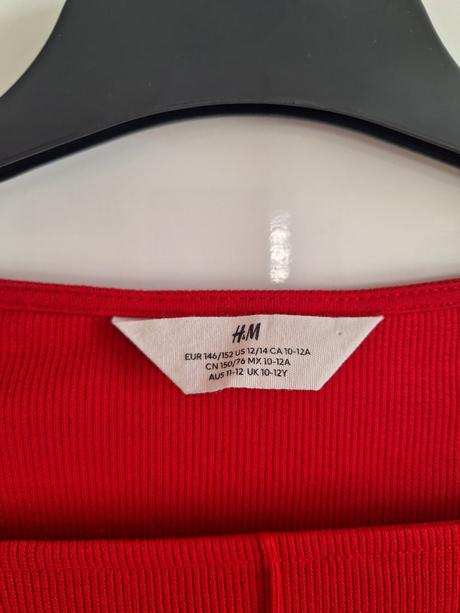 H&M
EUR 146/152 US 12/14 CA 10-12A
CN 150/76 MX 10-12A
AUS 11-12 UK 10-12Y